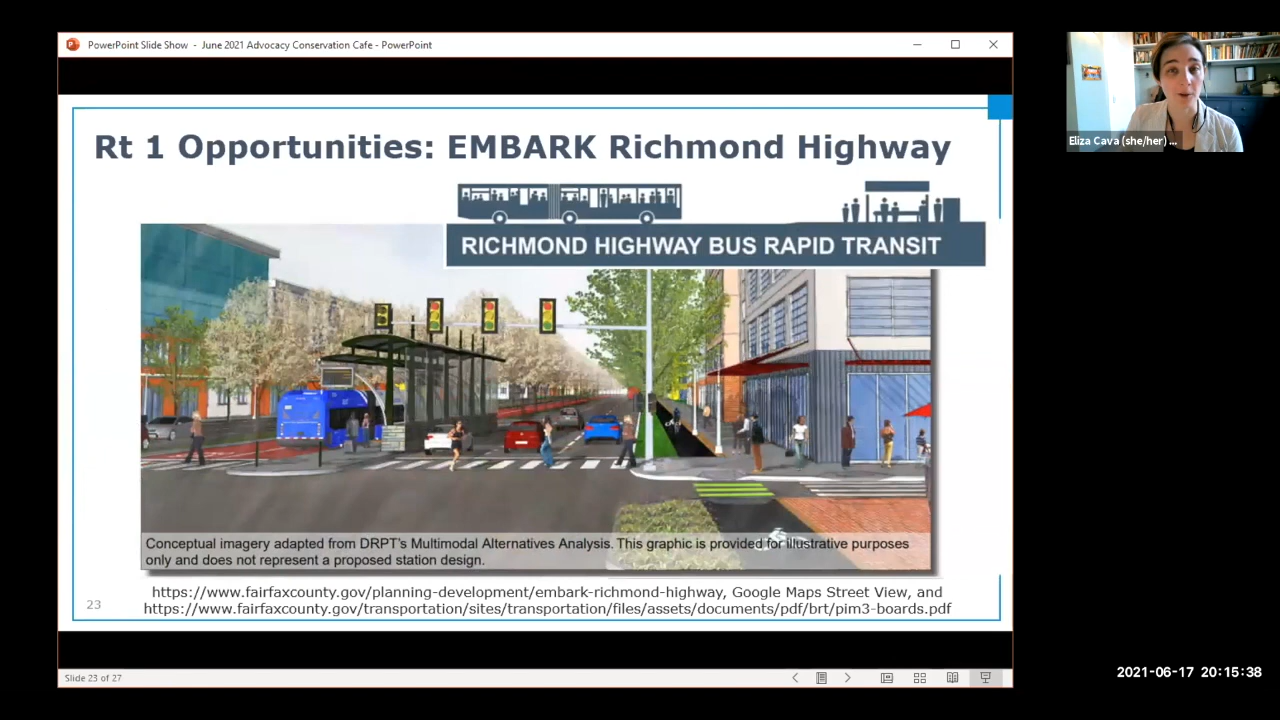 PowerPoint Slide Show - June 2021 Advocacy Conservation Cafe - PowerPoint
Eliza Cava (she/her) ...
Rt 1 Opportunities: EMBARK Richmond Highway
RICHMOND HIGHWAY BUS RAPID TRANSIT
Conceptual imagery adapted from DRPT's Multimodal Alternatives Analysis. This graphic is provided for illustrative purposes
only and does not represent a proposed station design.
https://www.fairfaxcounty.gov/planning-development/embark-richmond-highway, Google Maps Street View, and
https://www.fairfaxcounty.gov/transportation/sites/transportation/files/assets/documents/pdf/brt/pim3-boards.pdf
23
Slide 23 of 27
2021-06-17 20:15:38